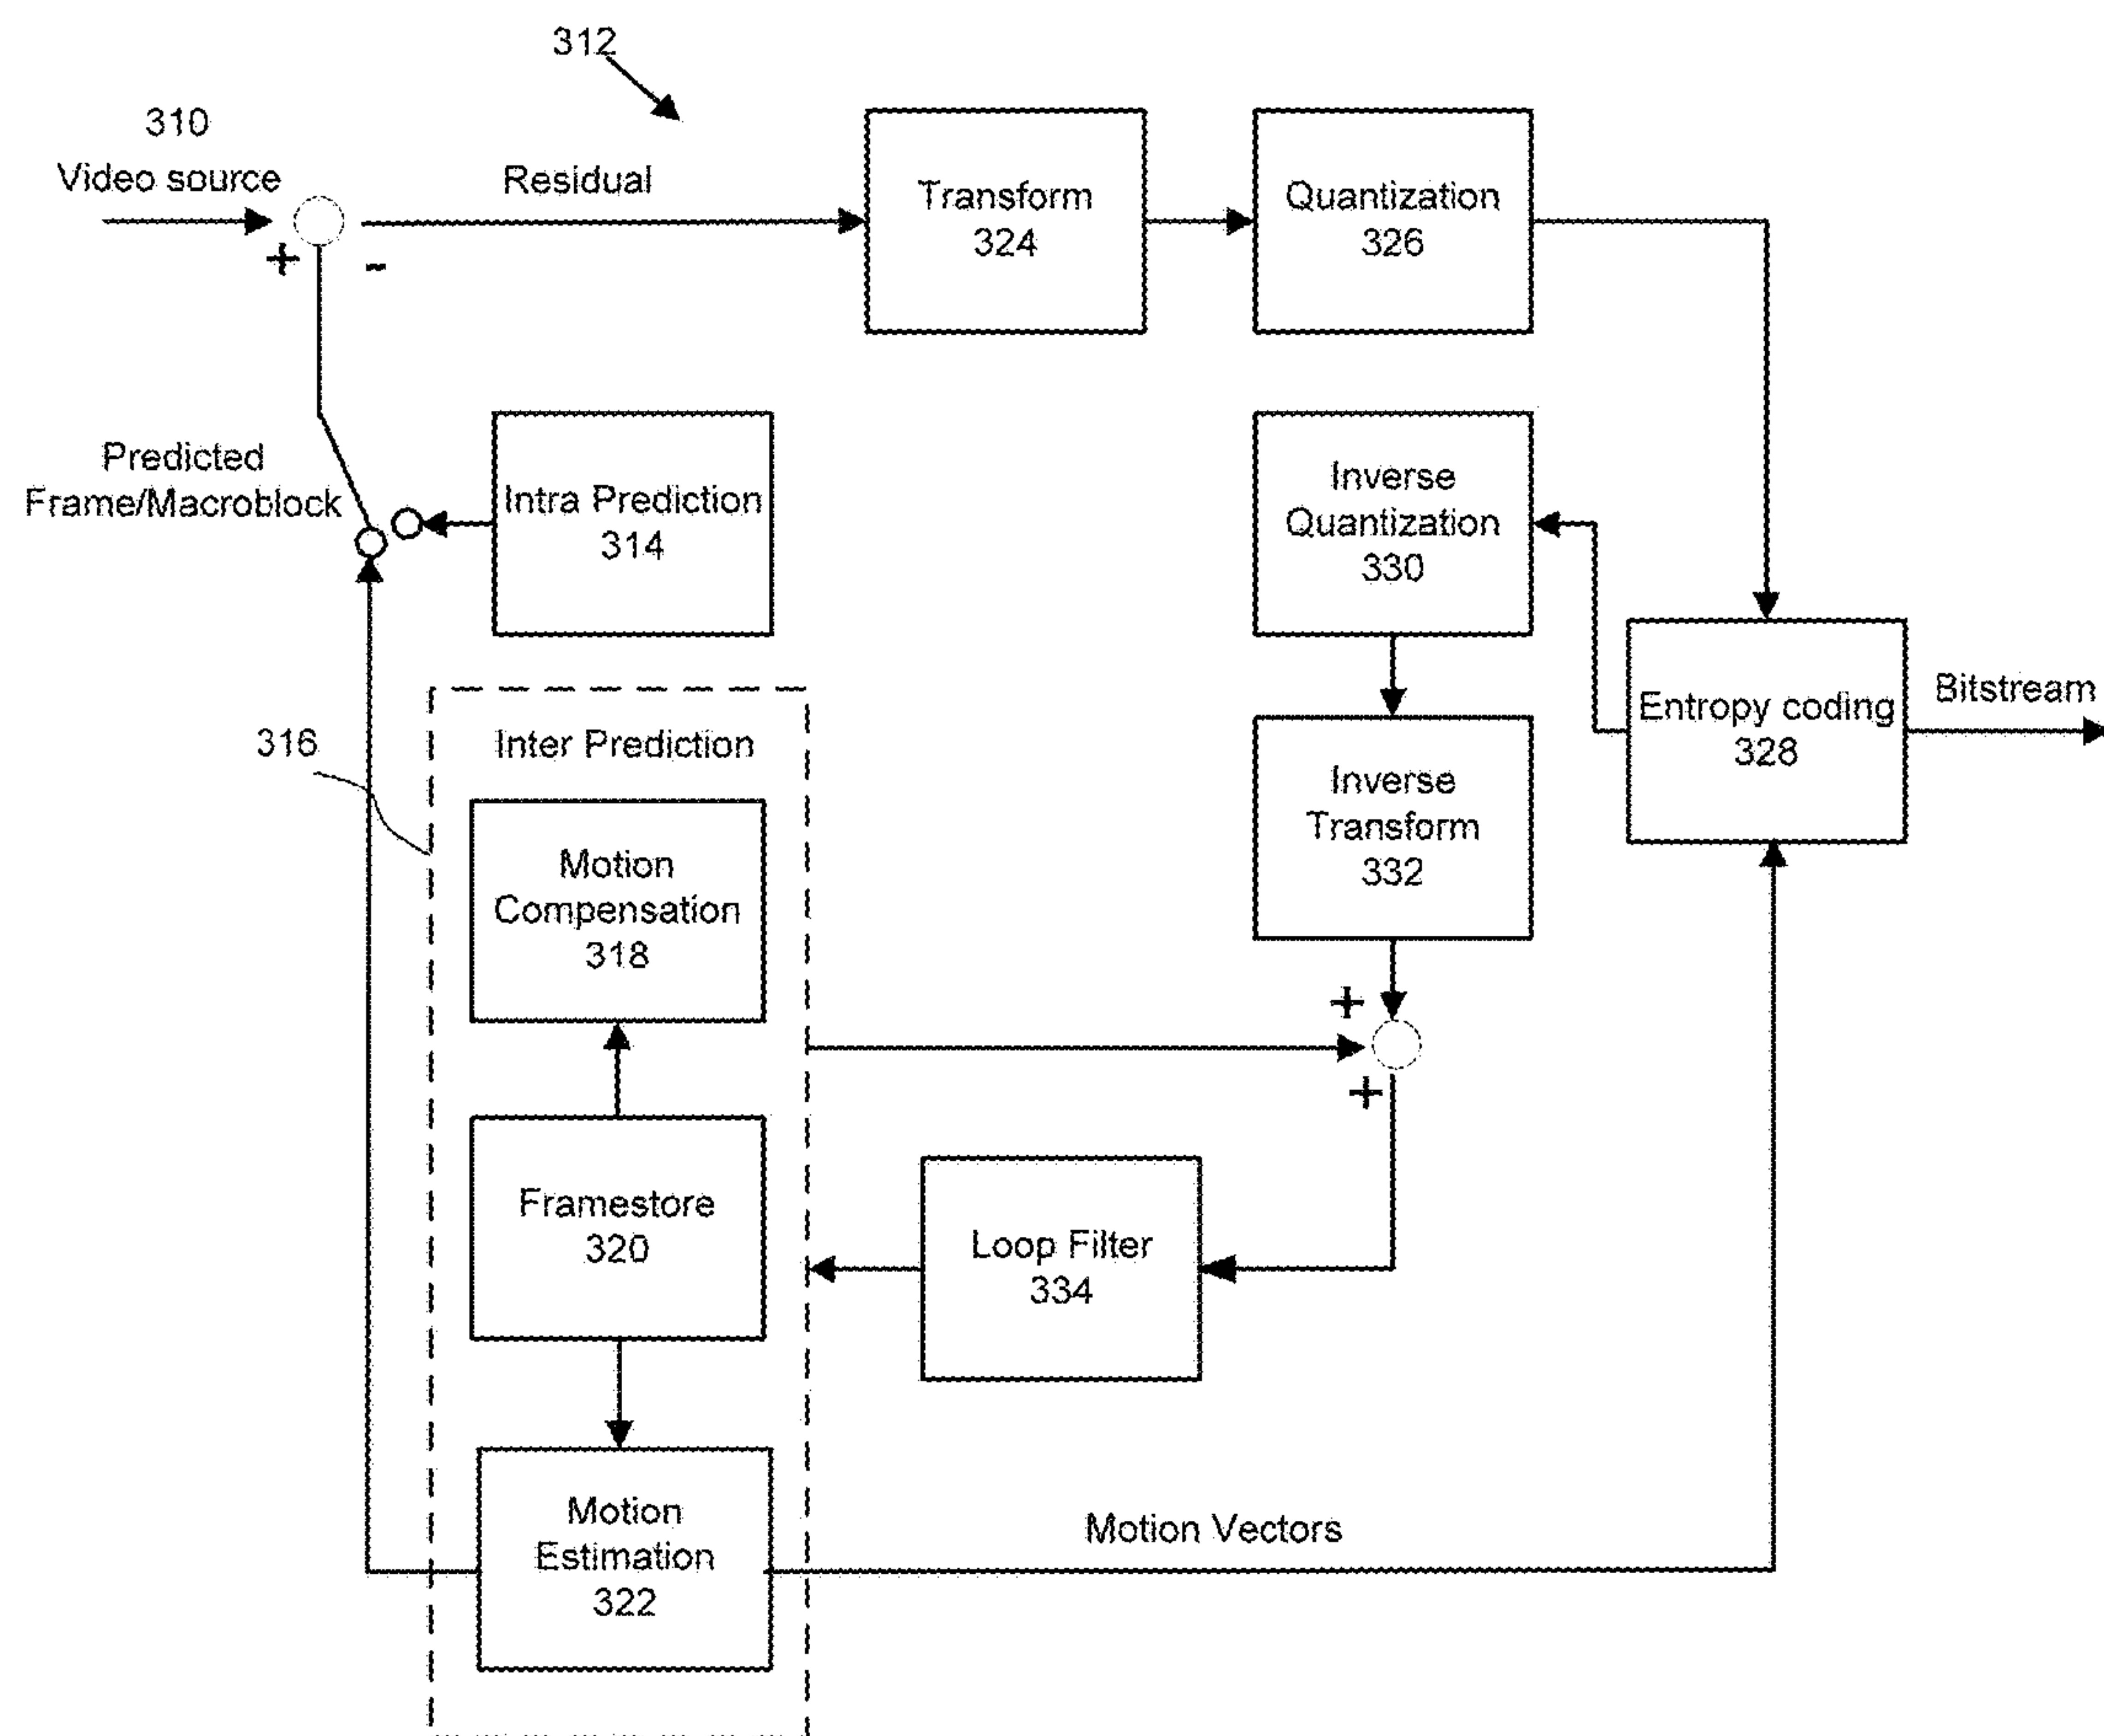 312
310
Video source
+
-
Residual
Transform
324
Quantization
326
Predicted
Frame/Macroblock
Intra Prediction
314
Inverse
Quantization
330
Entropy coding
328
Bitstream
316
Inter Prediction
Motion
Compensation
318
Inverse
Transform
332
+
+
Framestore
320
Loop Filter
334
Motion
Estimation
322
Motion Vectors